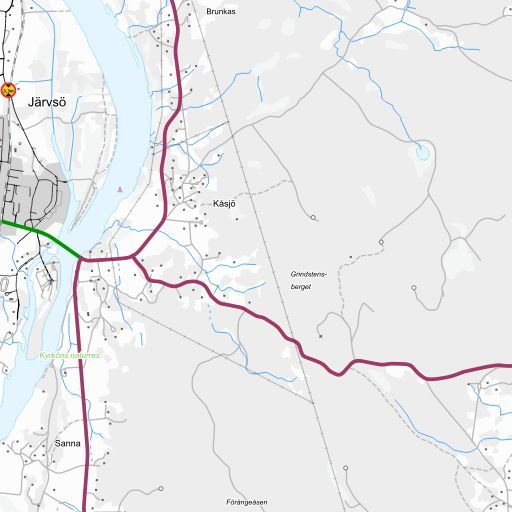 Brunkas
Järvsö
Kåsjö
Grindstens-
berget
Kyrköns naturres.
Sanna
Förängeåsen